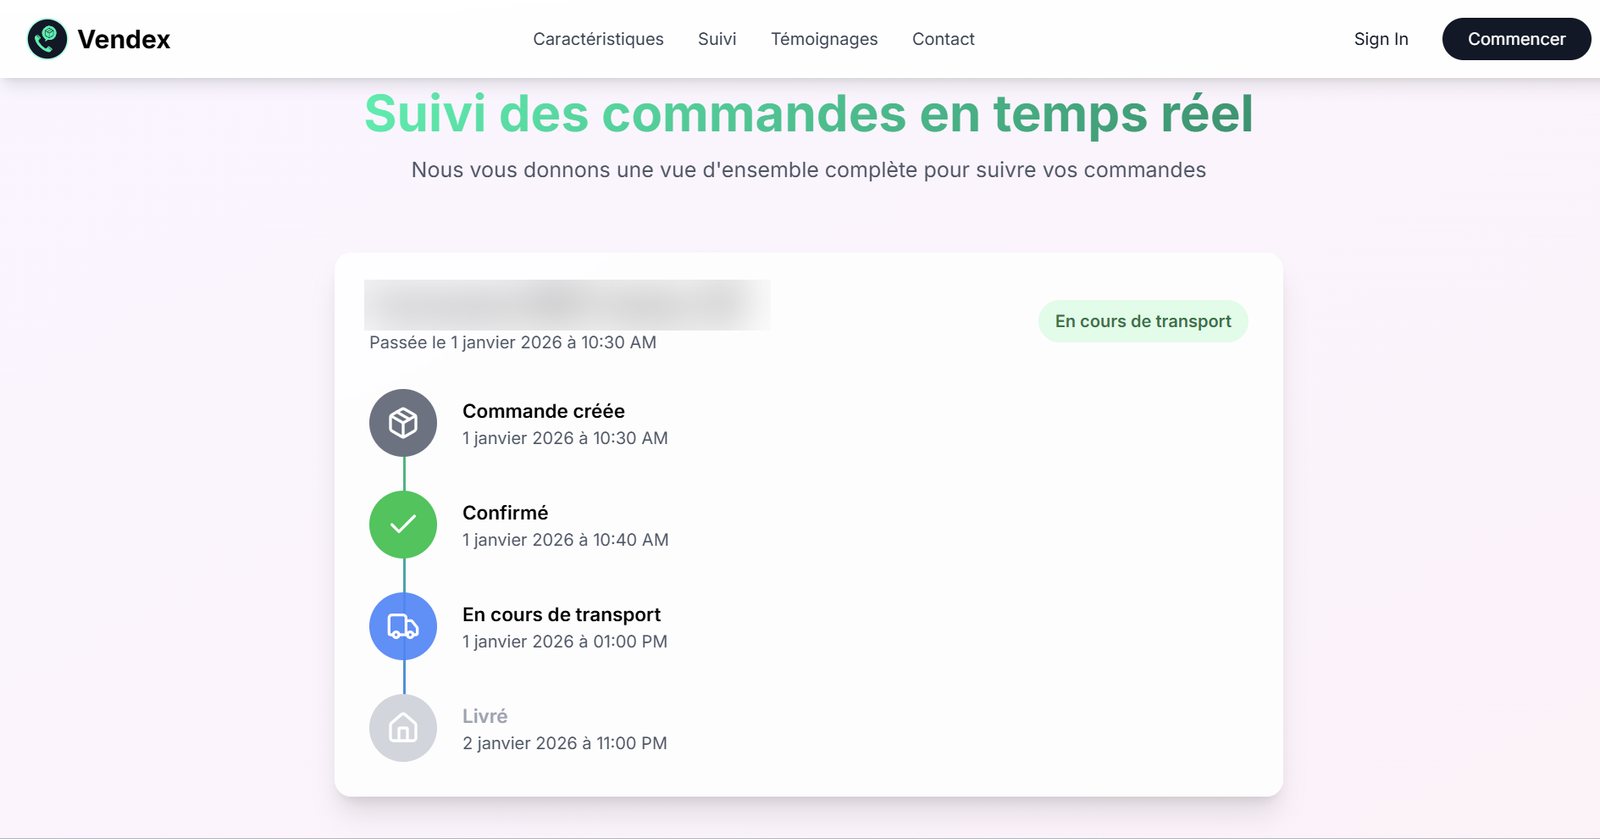 Vendex
Caractéristiques
Suivi
Témoignages
Contact
Sign In
Commencer
Suivi des commandes en temps réel
Nous vous donnons une vue d'ensemble complète pour suivre vos commandes
Passée le 1 janvier 2026 à 10:30 AM
En cours de transport
Commande créée
1 janvier 2026 à 10:30 AM
Confirmé
1 janvier 2026 à 10:40 AM
En cours de transport
1 janvier 2026 à 01:00 PM
Livré
2 janvier 2026 à 11:00 PM